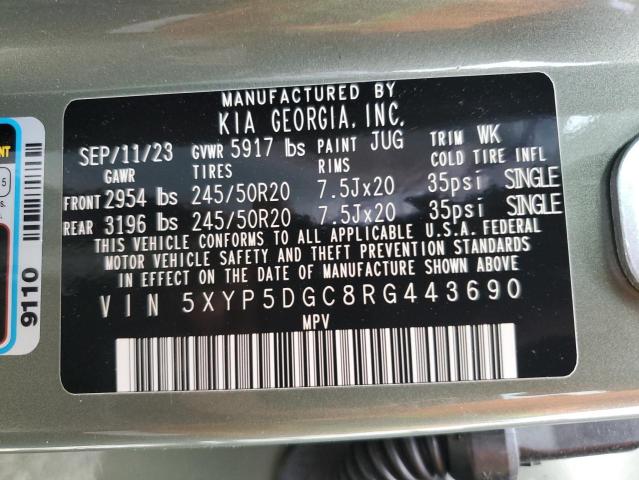 MANUFACTURED BY
KIA GEORGIA, INC.
SEP/11/23 GVWR 5917 lbs PAINT JUG TRIM WK
GAWR TIRES RIMS COLD TIRE INFL
FRONT 2954 lbs 245/50R20 7.5Jx20 35psi SINGLE
REAR 3196 lbs 245/50R20 7.5Jx20 35psi SINGLE
THIS VEHICLE CONFORMS TO ALL APPLICABLE U.S.A. FEDERAL
MOTOR VEHICLE SAFETY AND THEFT PREVENTION STANDARDS
IN EFFECT ON THE DATE OF MANUFACTURE SHOWN ABOVE
VIN 5XYP5DGC8RG443690
MPV
9110
5